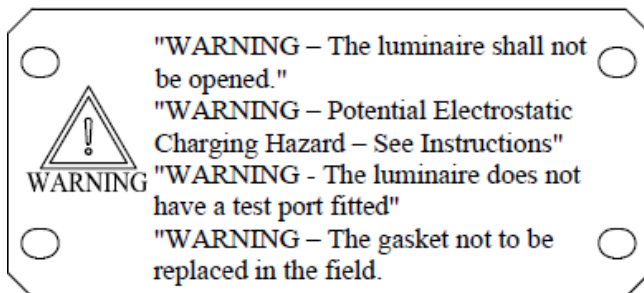 "WARNING – The luminaire shall not
be opened."
"WARNING – Potential Electrostatic
Charging Hazard – See Instructions"
WARNING
"WARNING - The luminaire does not
have a test port fitted"
"WARNING – The gasket not to be
replaced in the field.